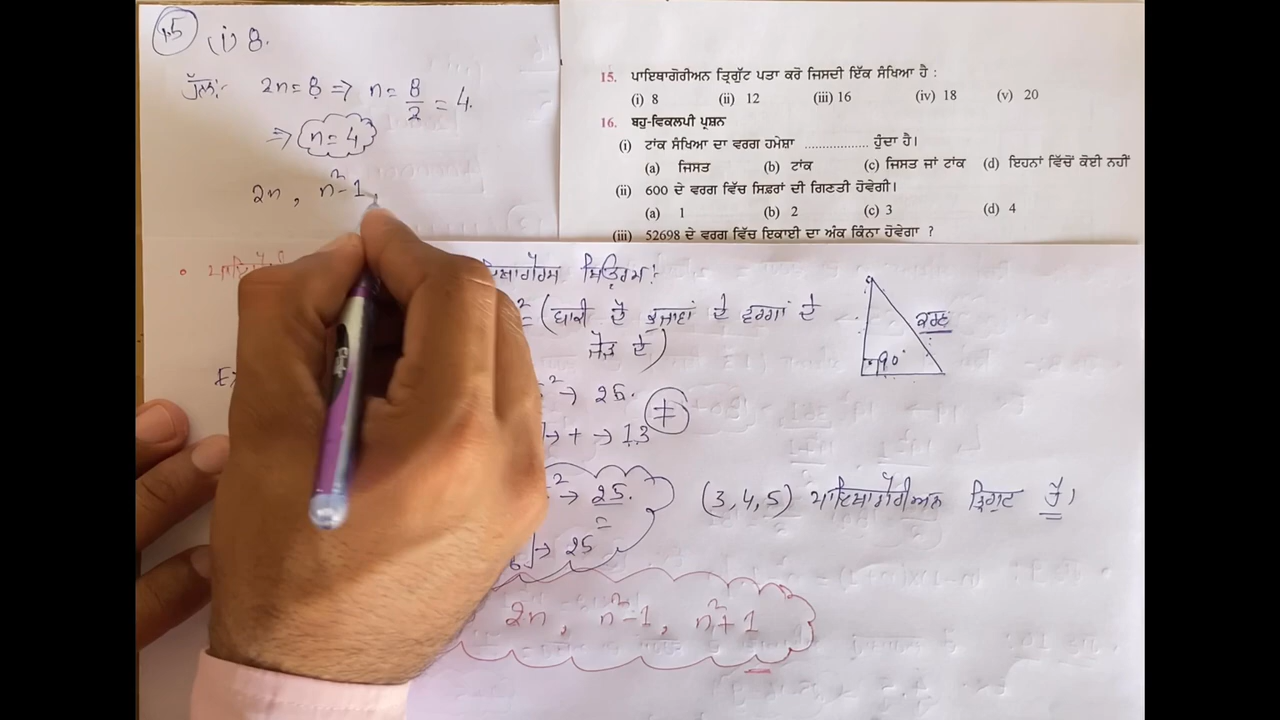 15 (i) 8.
ਹੱਲ:- 2n = 8 ⇒ n = 8/2 = 4.
⇒ n = 4
2n, n²-1,
15. ਪਾਇਥਾਗੋਰੀਅਨ ਤ੍ਰਿਗੁੱਟ ਪਤਾ ਕਰੋ ਜਿਸਦੀ ਇੱਕ ਸੰਖਿਆ ਹੈ :
(i) 8 (ii) 12 (iii) 16 (iv) 18 (v) 20
16. ਬਹੁ-ਵਿਕਲਪੀ ਪ੍ਰਸ਼ਨ
(i) ਟਾਂਕ ਸੰਖਿਆ ਦਾ ਵਰਗ ਹਮੇਸ਼ਾ .................. ਹੁੰਦਾ ਹੈ।
(a) ਜਿਸਤ (b) ਟਾਂਕ (c) ਜਿਸਤ ਜਾਂ ਟਾਂਕ (d) ਇਹਨਾਂ ਵਿੱਚੋਂ ਕੋਈ ਨਹੀਂ
(ii) 600 ਦੇ ਵਰਗ ਵਿੱਚ ਸਿਫ਼ਰਾਂ ਦੀ ਗਿਣਤੀ ਹੋਵੇਗੀ।
(a) 1 (b) 2 (c) 3 (d) 4
(iii) 52698 ਦੇ ਵਰਗ ਵਿੱਚ ਇਕਾਈ ਦਾ ਅੰਕ ਕਿੰਨਾ ਹੋਵੇਗਾ ?
² = (ਬਾਕੀ ਦੋ ਭੁਜਾਵਾਂ ਦੇ ਵਰਗਾਂ ਦੇ
ਜੋੜ ਦੇ)
ਕਰਣ
90°
² → 25.
→ + → 13
≠
² → 25.
=
→ 25
(3, 4, 5) ਪਾਇਥਾਗੋਰੀਅਨ ਤ੍ਰਿਗੁਟ ਹੈ।
2n, n²-1, n²+1